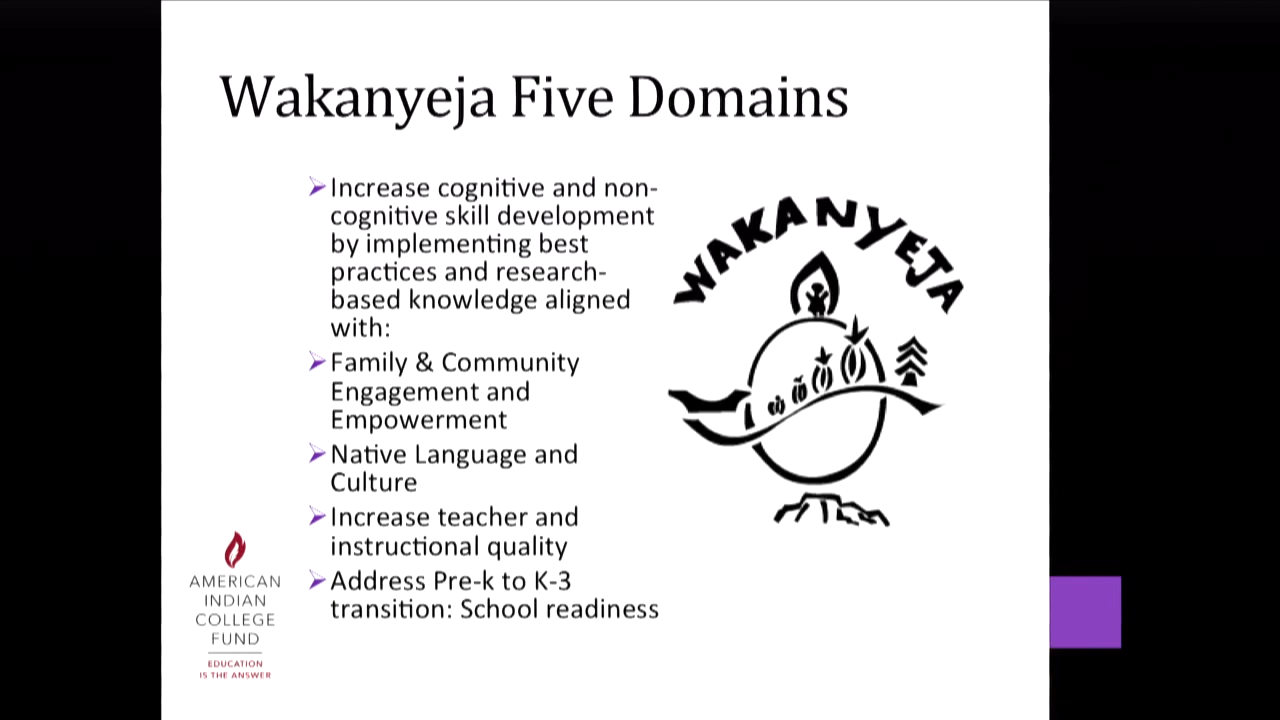 Wakanyeja Five Domains
Increase cognitive and non-
cognitive skill development
by implementing best
practices and research-
based knowledge aligned
with:
Family & Community
Engagement and
Empowerment
Native Language and
Culture
Increase teacher and
instructional quality
Address Pre-k to K-3
transition: School readiness
WAKANYEJA
AMERICAN
INDIAN
COLLEGE
FUND
EDUCATION
IS THE ANSWER